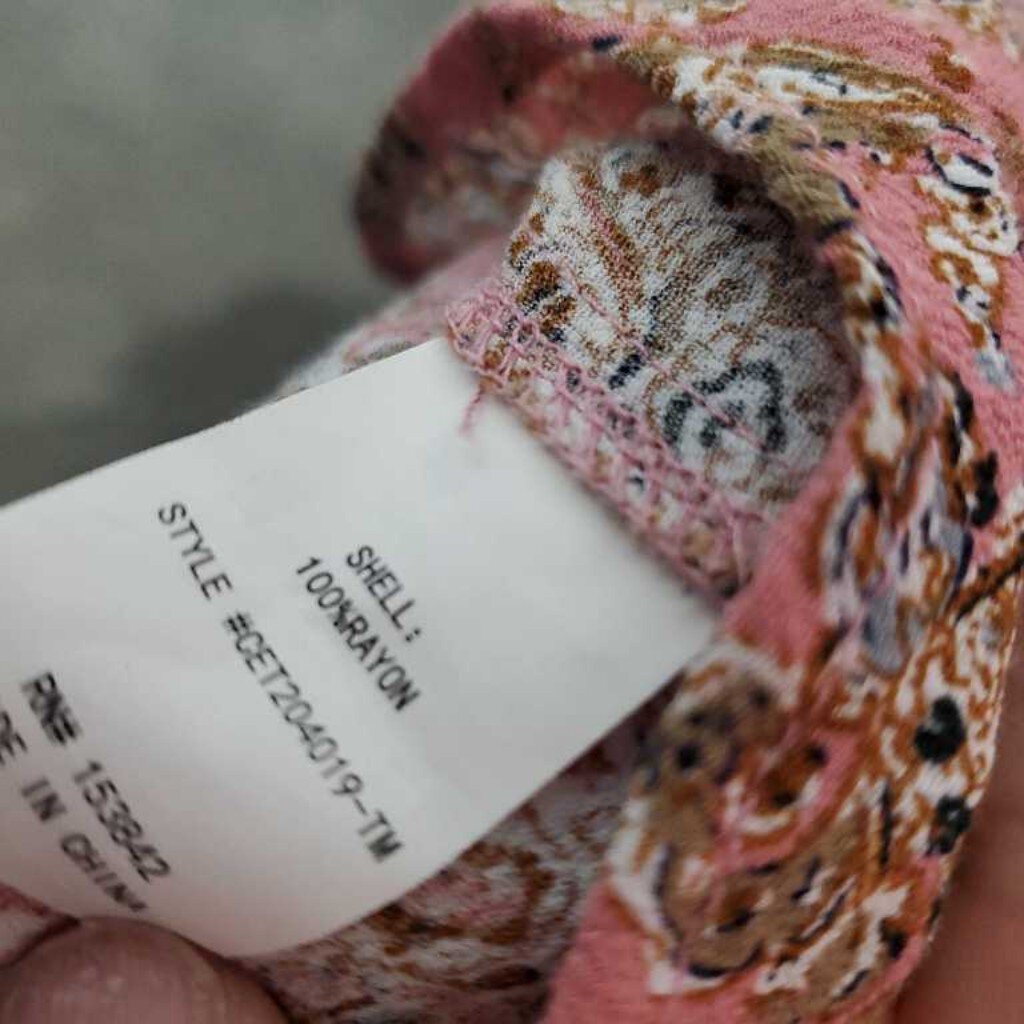 SHELL:
100%RAYON
STYLE #CET204019-TM
RN# 153842
IN CHINA